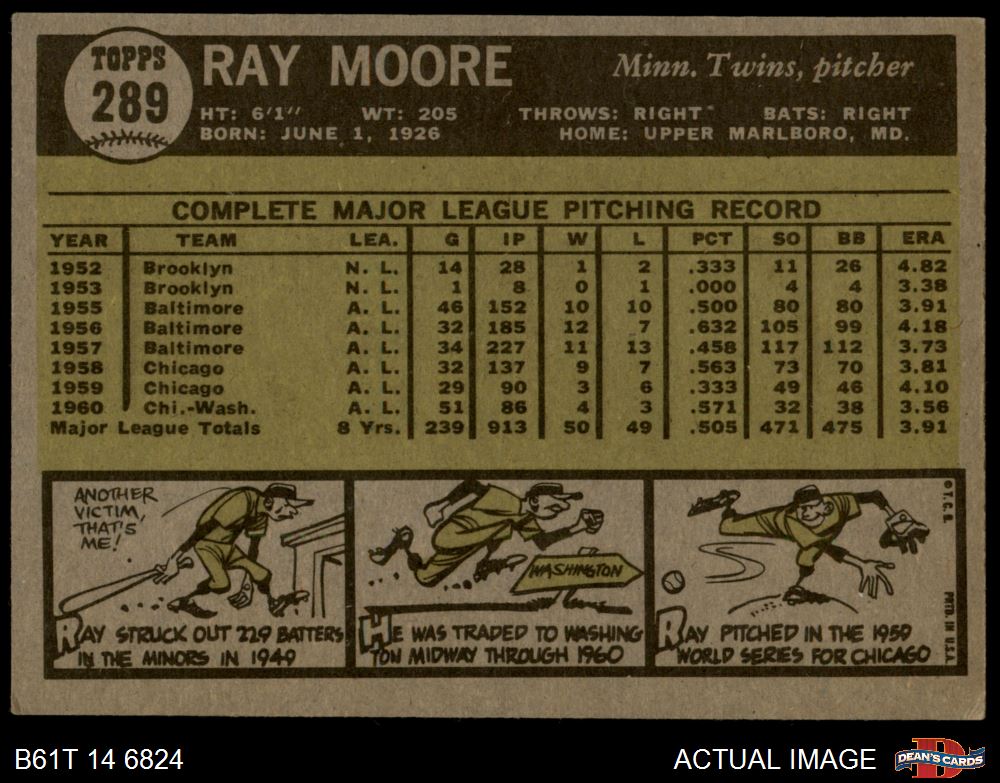 TOPPS
289
RAY MOORE
Minn. Twins, pitcher
HT: 6'1" WT: 205 THROWS: RIGHT BATS: RIGHT
BORN: JUNE 1, 1926 HOME: UPPER MARLBORO, MD.
COMPLETE MAJOR LEAGUE PITCHING RECORD
YEAR TEAM LEA. G IP W L PCT SO BB ERA
1952 Brooklyn N. L. 14 28 1 2 .333 11 26 4.82
1953 Brooklyn N. L. 1 8 0 1 .000 4 4 3.38
1955 Baltimore A. L. 46 152 10 10 .500 80 80 3.91
1956 Baltimore A. L. 32 185 12 7 .632 105 99 4.18
1957 Baltimore A. L. 34 227 11 13 .458 117 112 3.73
1958 Chicago A. L. 32 137 9 7 .563 73 70 3.81
1959 Chicago A. L. 29 90 3 6 .333 49 46 4.10
1960 Chi.-Wash. A. L. 51 86 4 3 .571 32 38 3.56
Major League Totals 8 Yrs. 239 913 50 49 .505 471 475 3.91
ANOTHER
VICTIM,
THAT'S
ME!
RAY STRUCK OUT 229 BATTERS
IN THE MINORS IN 1949
WASHINGTON
HE WAS TRADED TO WASHING
TON MIDWAY THROUGH 1960
RAY PITCHED IN THE 1959
WORLD SERIES FOR CHICAGO
© T. C. G.
PRTD. IN U.S.A.
B61T 14 6824
ACTUAL IMAGE
D
DEAN'S CARDS